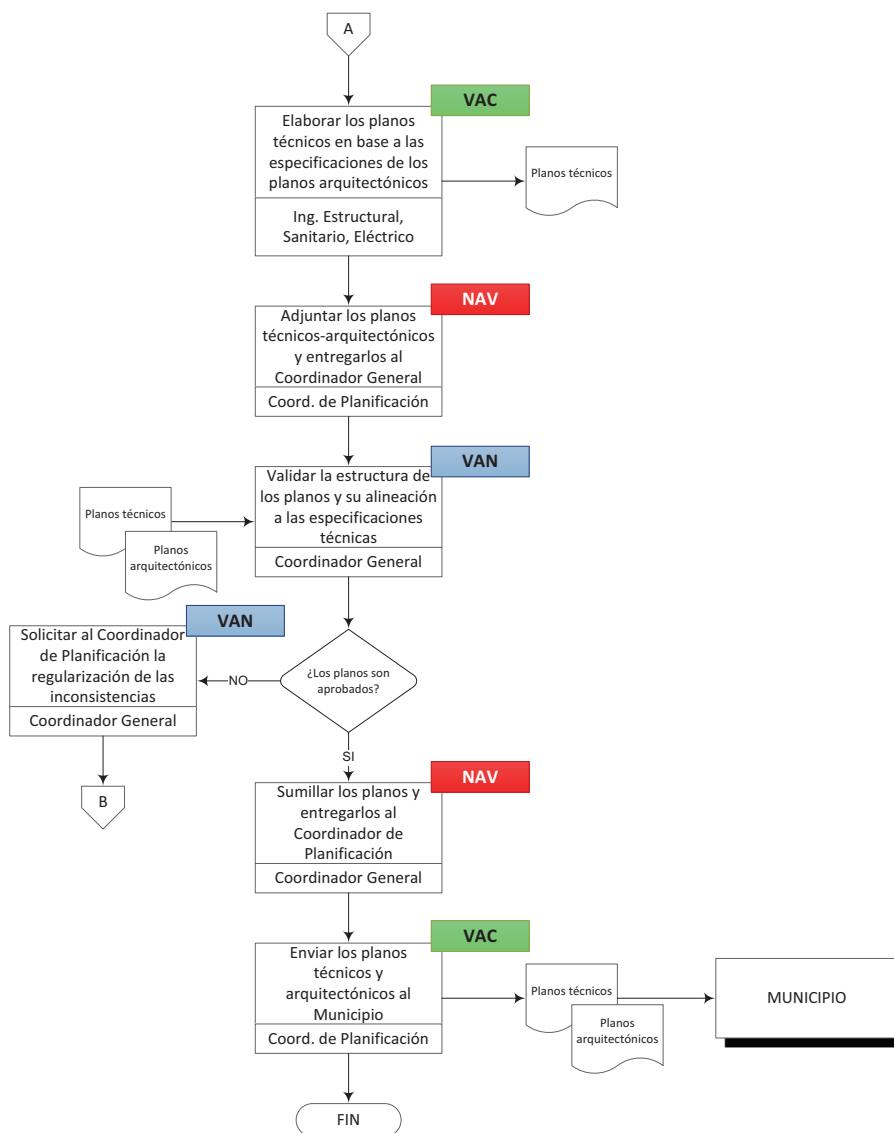 A
VAC
Elaborar los planos
técnicos en base a las
especificaciones de los
planos arquitectónicos
Ing. Estructural,
Sanitario, Eléctrico
Planos técnicos
NAV
Adjuntar los planos
técnicos-arquitectónicos
y entregarlos al
Coordinador General
Coord. de Planificación
VAN
Validar la estructura de
los planos y su alineación
a las especificaciones
técnicas
Coordinador General
Planos técnicos
Planos
arquitectónicos
VAN
Solicitar al Coordinador
de Planificación la
regularización de las
inconsistencias
Coordinador General
NO
¿Los planos son
aprobados?
B
SI
NAV
Sumillar los planos y
entregarlos al
Coordinador de
Planificación
Coordinador General
VAC
Enviar los planos
técnicos y
arquitectónicos al
Municipio
Coord. de Planificación
Planos técnicos
Planos
arquitectónicos
MUNICIPIO
FIN